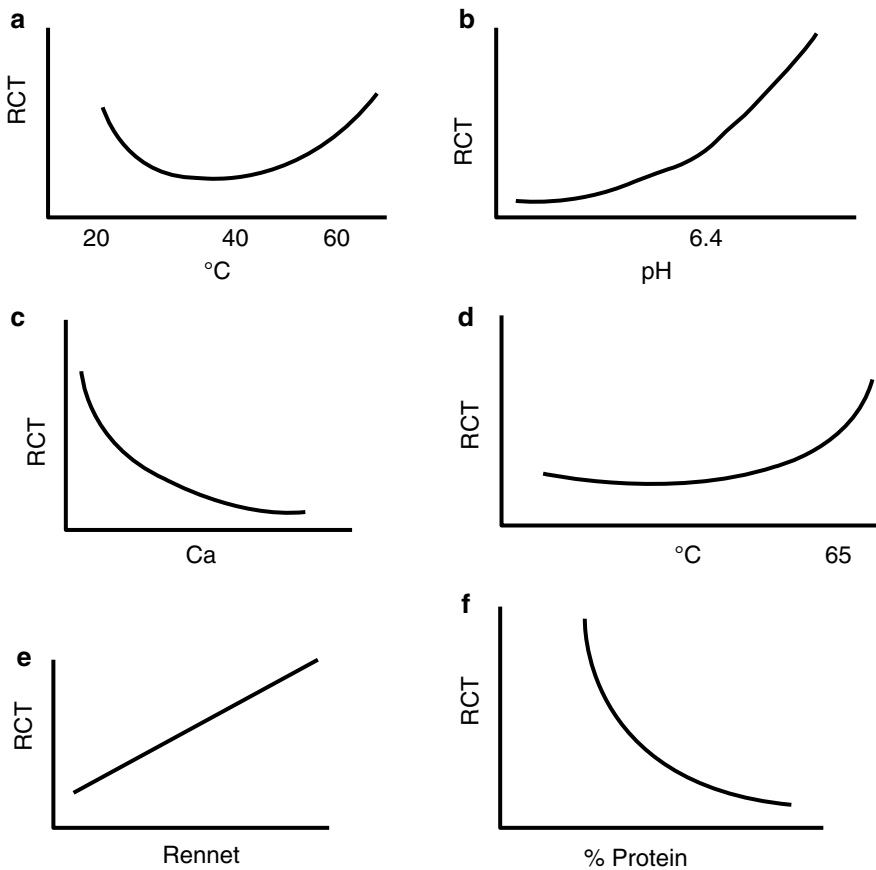 a
RCT
20 40 60
°C
b
RCT
6.4
pH
c
RCT
Ca
d
RCT
°C 65
e
RCT
Rennet
f
RCT
% Protein